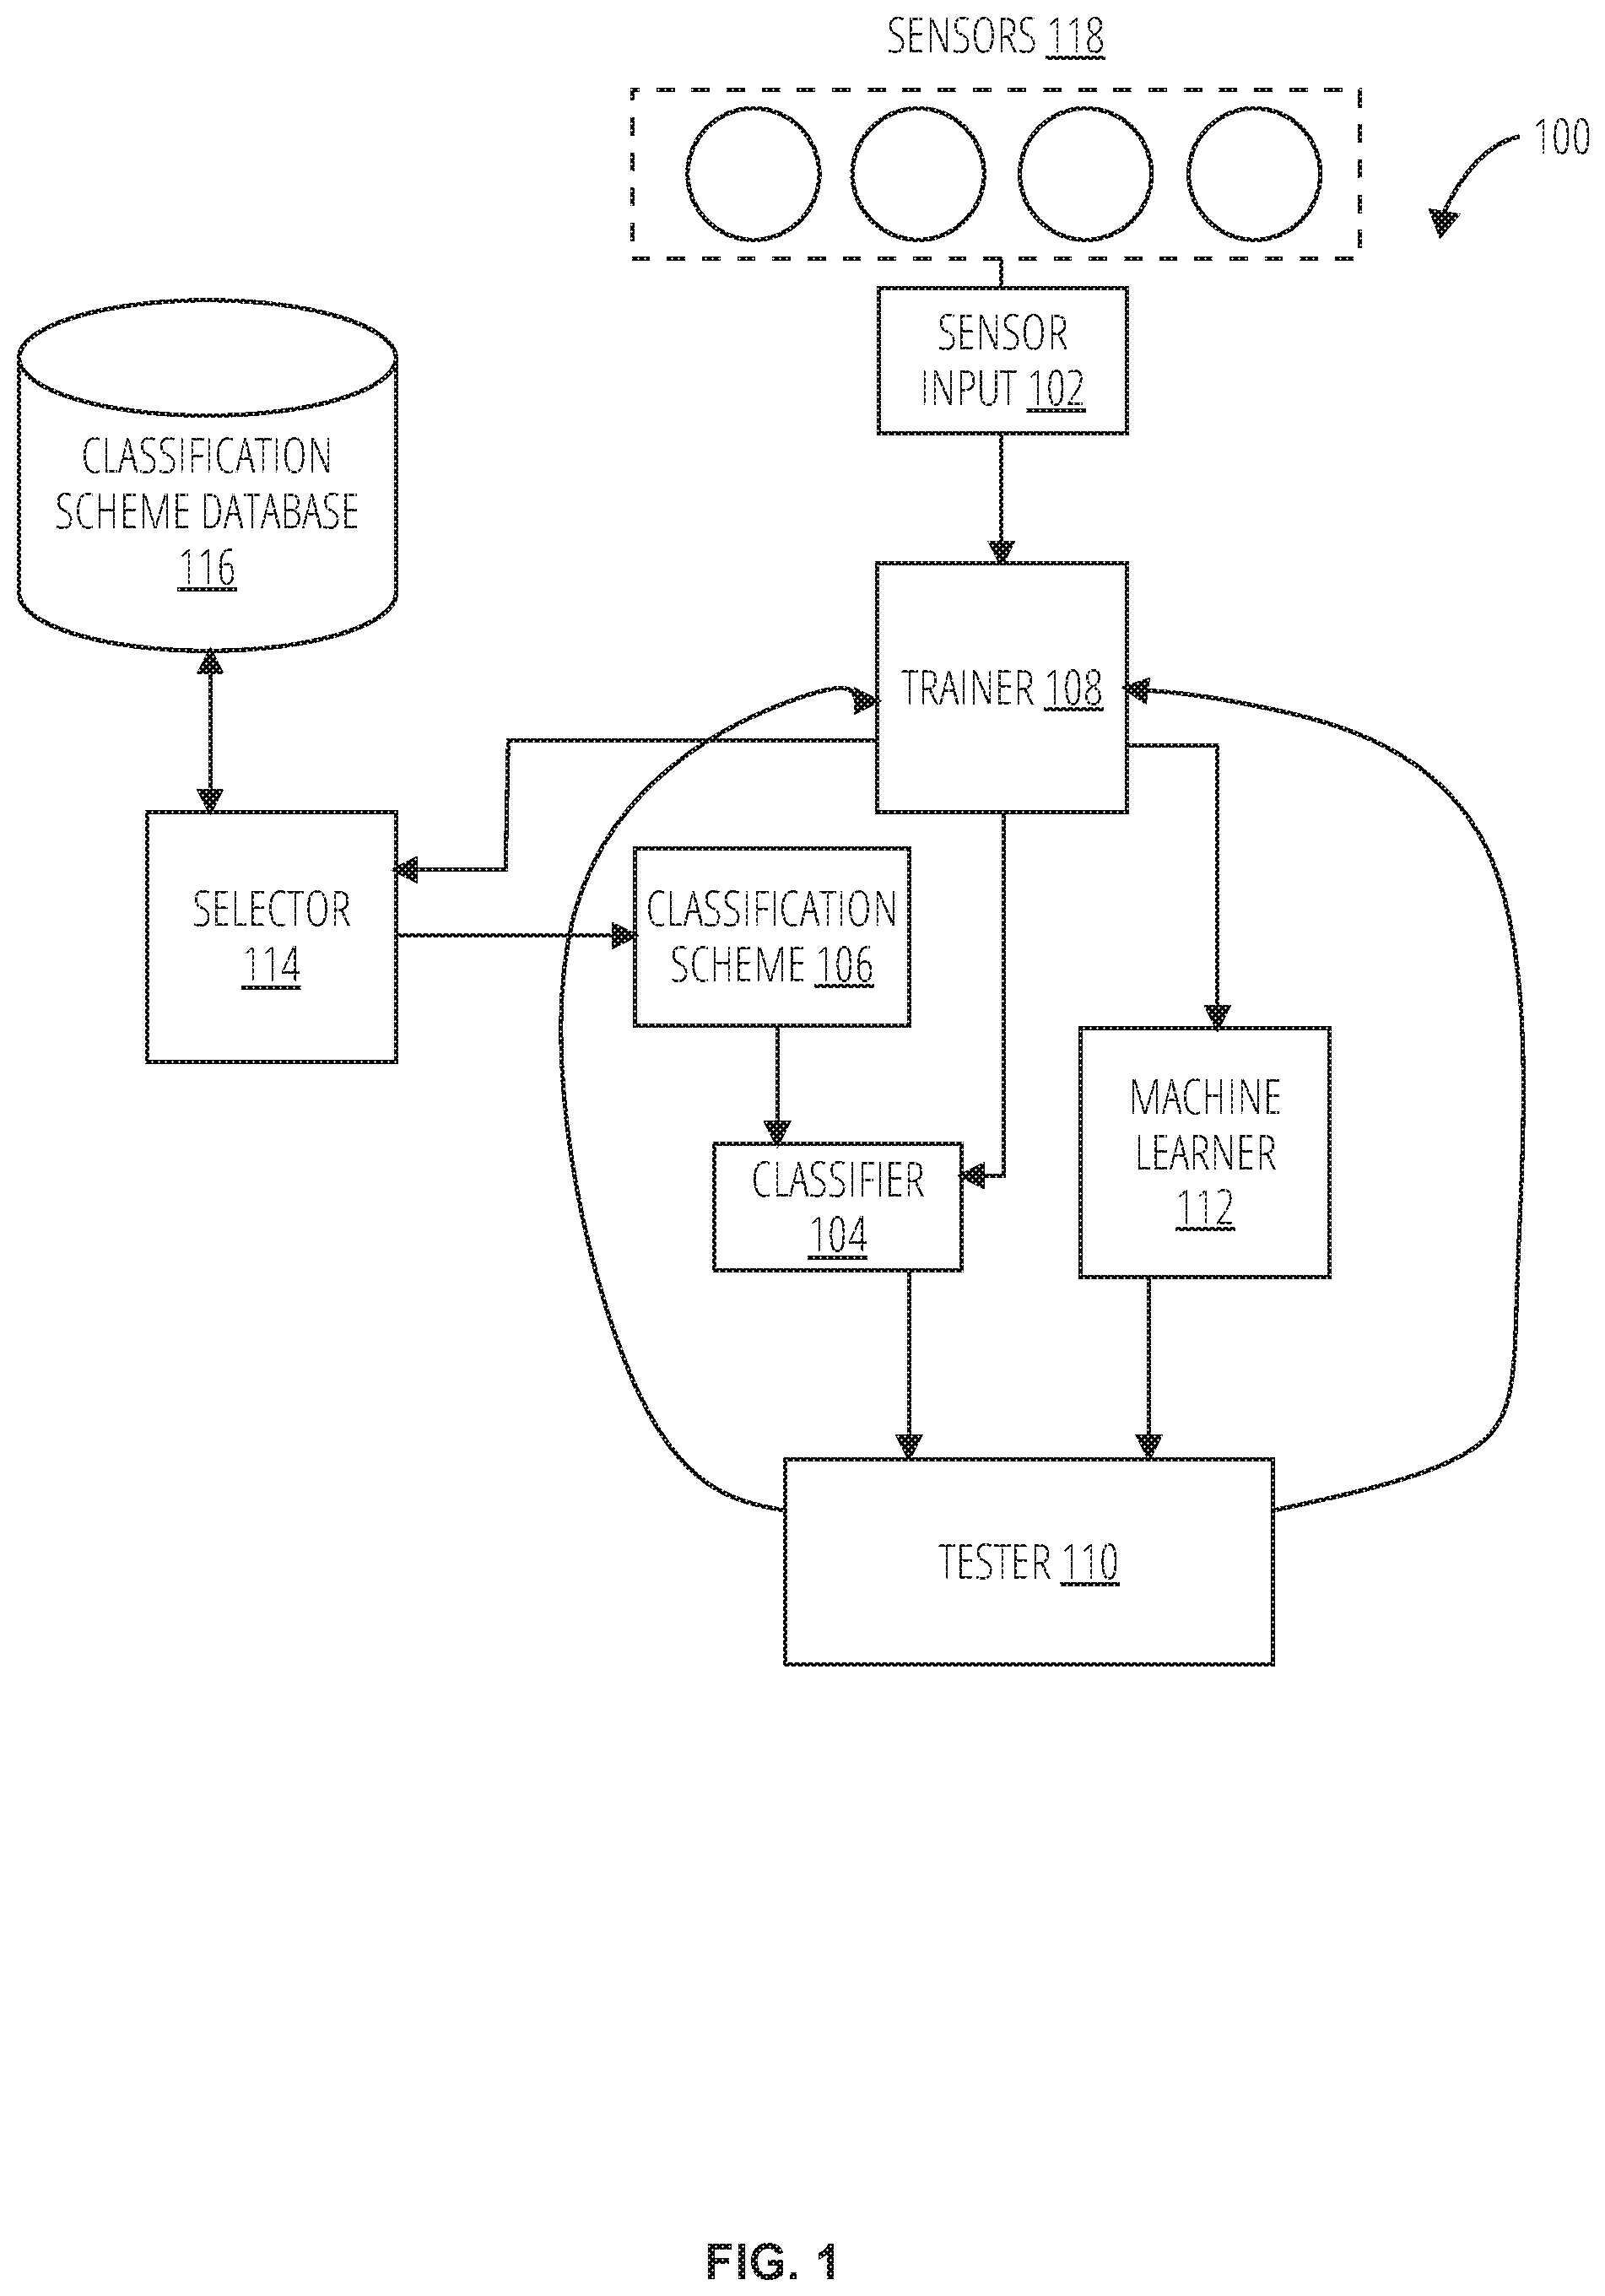 SENSORS 118
100
SENSOR
INPUT 102
CLASSIFICATION
SCHEME DATABASE
116
TRAINER 108
SELECTOR
114
CLASSIFICATION
SCHEME 106
MACHINE
LEARNER
112
CLASSIFIER
104
TESTER 110
FIG. 1